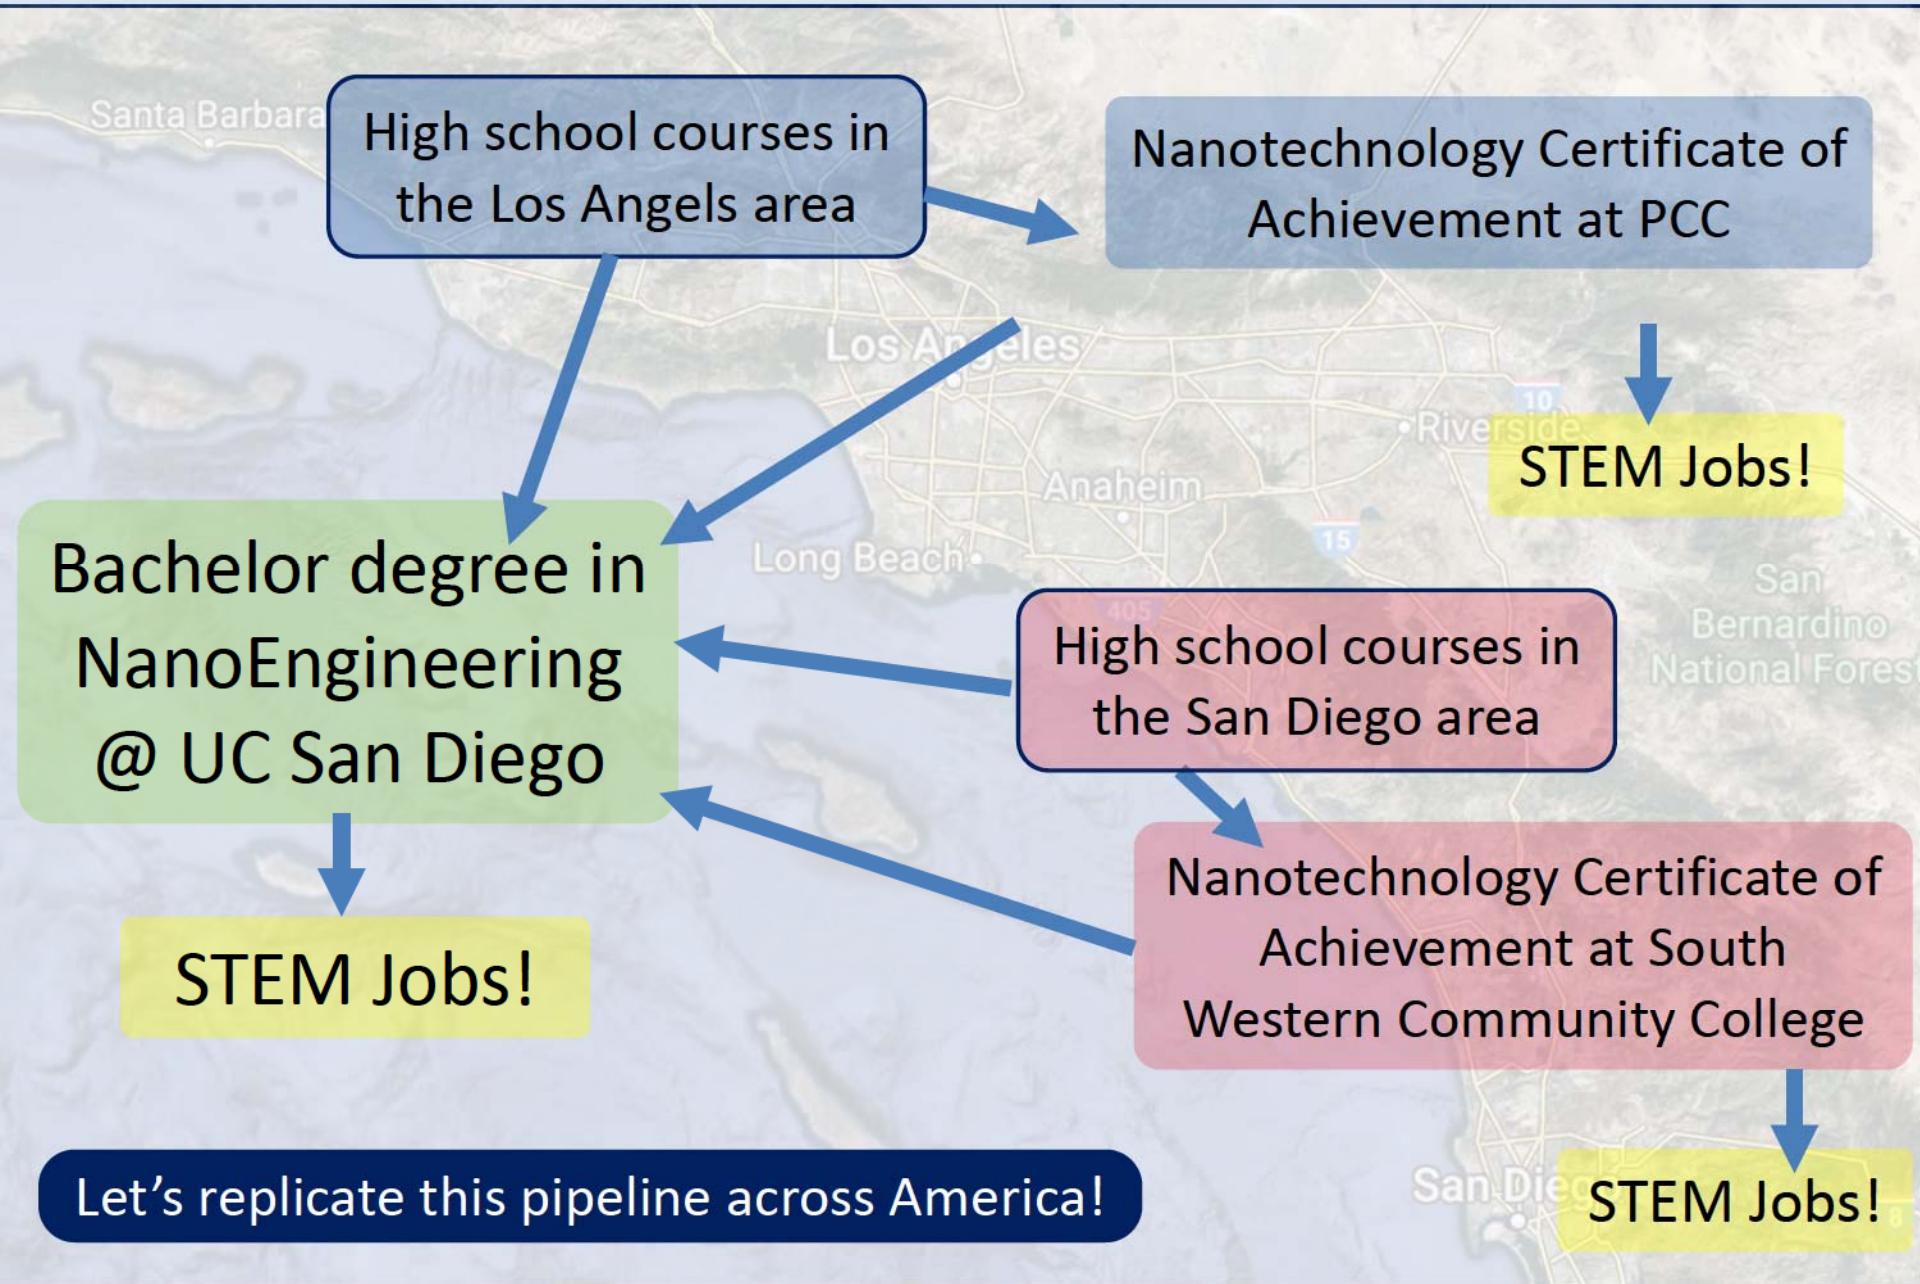 Santa Barbara
High school courses in
the Los Angels area
Nanotechnology Certificate of
Achievement at PCC
Los Angeles
10
Riverside
STEM Jobs!
Anaheim
15
Long Beach
Bachelor degree in
NanoEngineering
@ UC San Diego
405
High school courses in
the San Diego area
San
Bernardino
National Forest
STEM Jobs!
Nanotechnology Certificate of
Achievement at South
Western Community College
Let's replicate this pipeline across America!
San Diego
STEM Jobs!
8